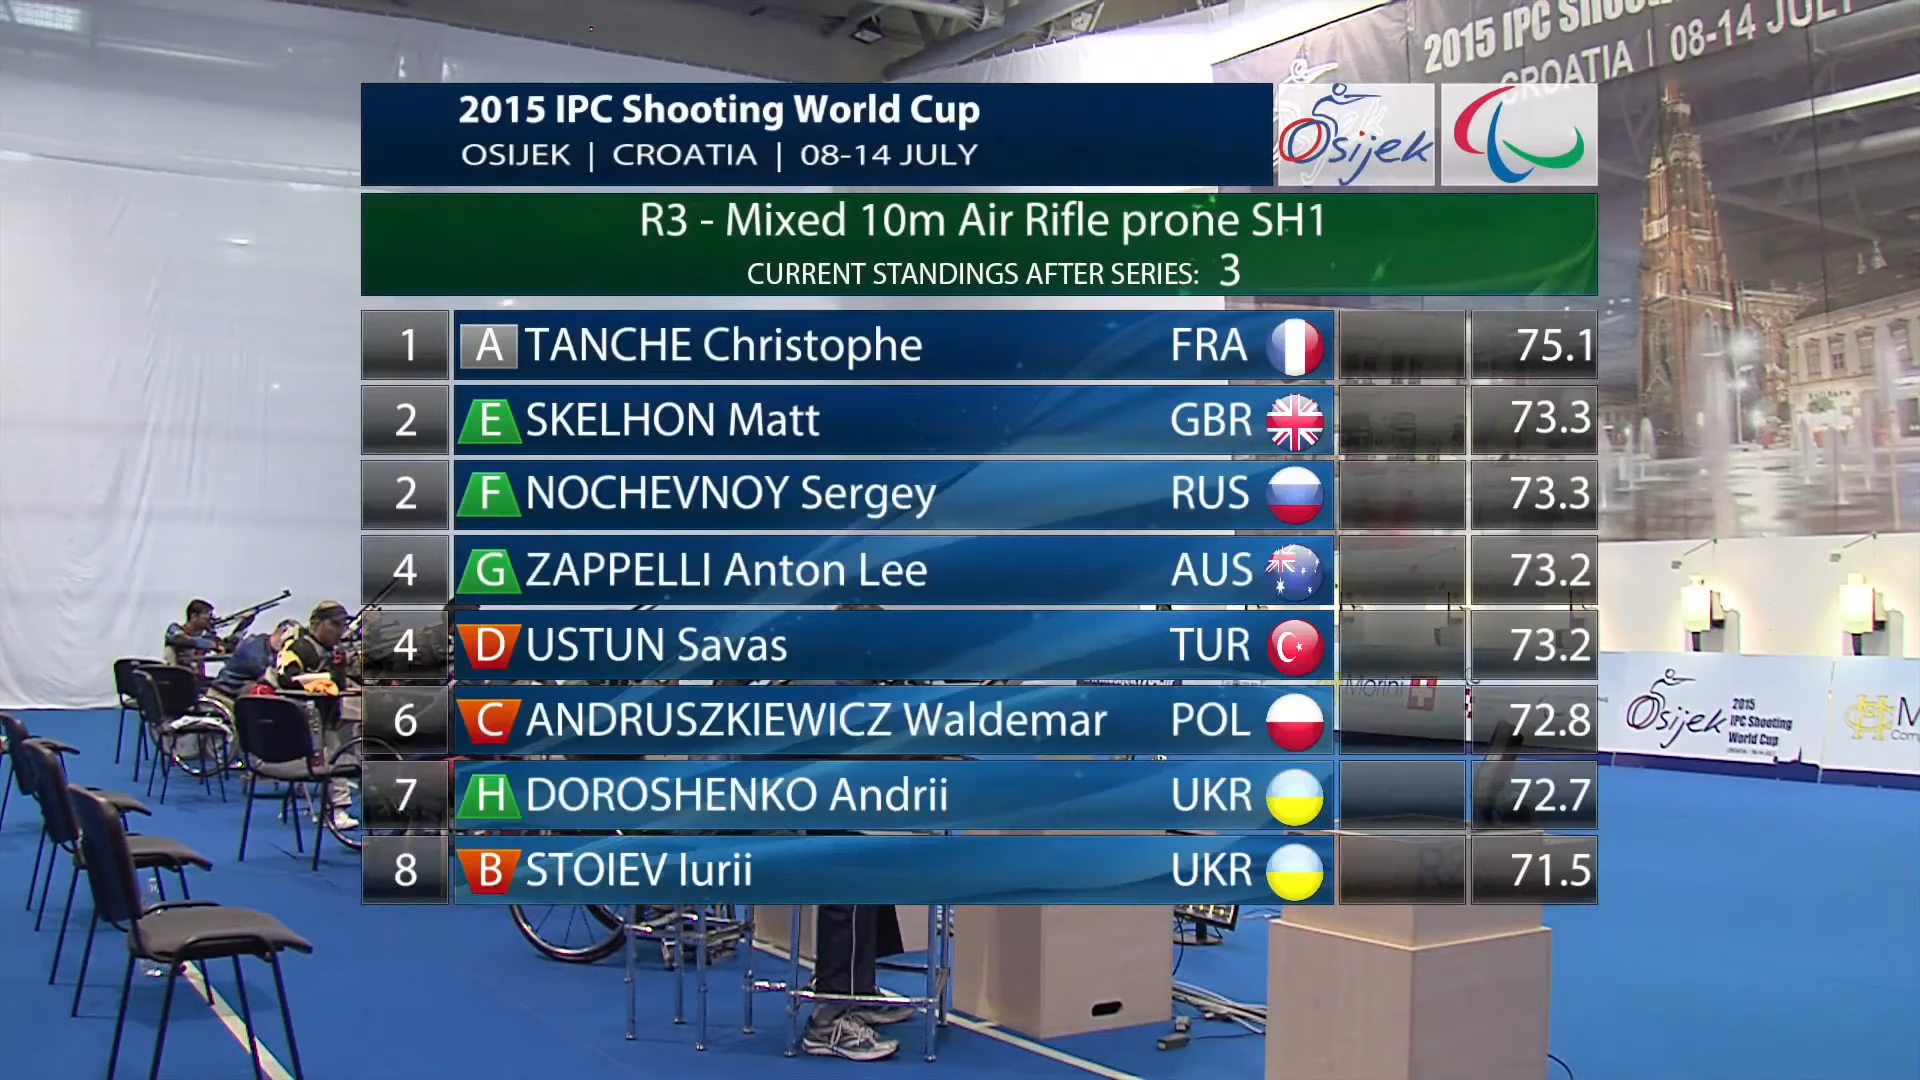 2015 IPC Shooting
CROATIA | 08-14 JULY
2015 IPC Shooting World Cup
OSIJEK | CROATIA | 08-14 JULY
Osijek
R3 - Mixed 10m Air Rifle prone SH1
CURRENT STANDINGS AFTER SERIES: 3
1 A TANCHE Christophe FRA 75.1
2 E SKELHON Matt GBR 73.3
2 F NOCHEVNOY Sergey RUS 73.3
4 G ZAPPELLI Anton Lee AUS 73.2
4 D USTUN Savas TUR 73.2
6 C ANDRUSZKIEWICZ Waldemar POL 72.8
7 H DOROSHENKO Andrii UKR 72.7
8 B STOIEV Iurii UKR 71.5
Morini
Osijek
2015
IPC Shooting
World Cup